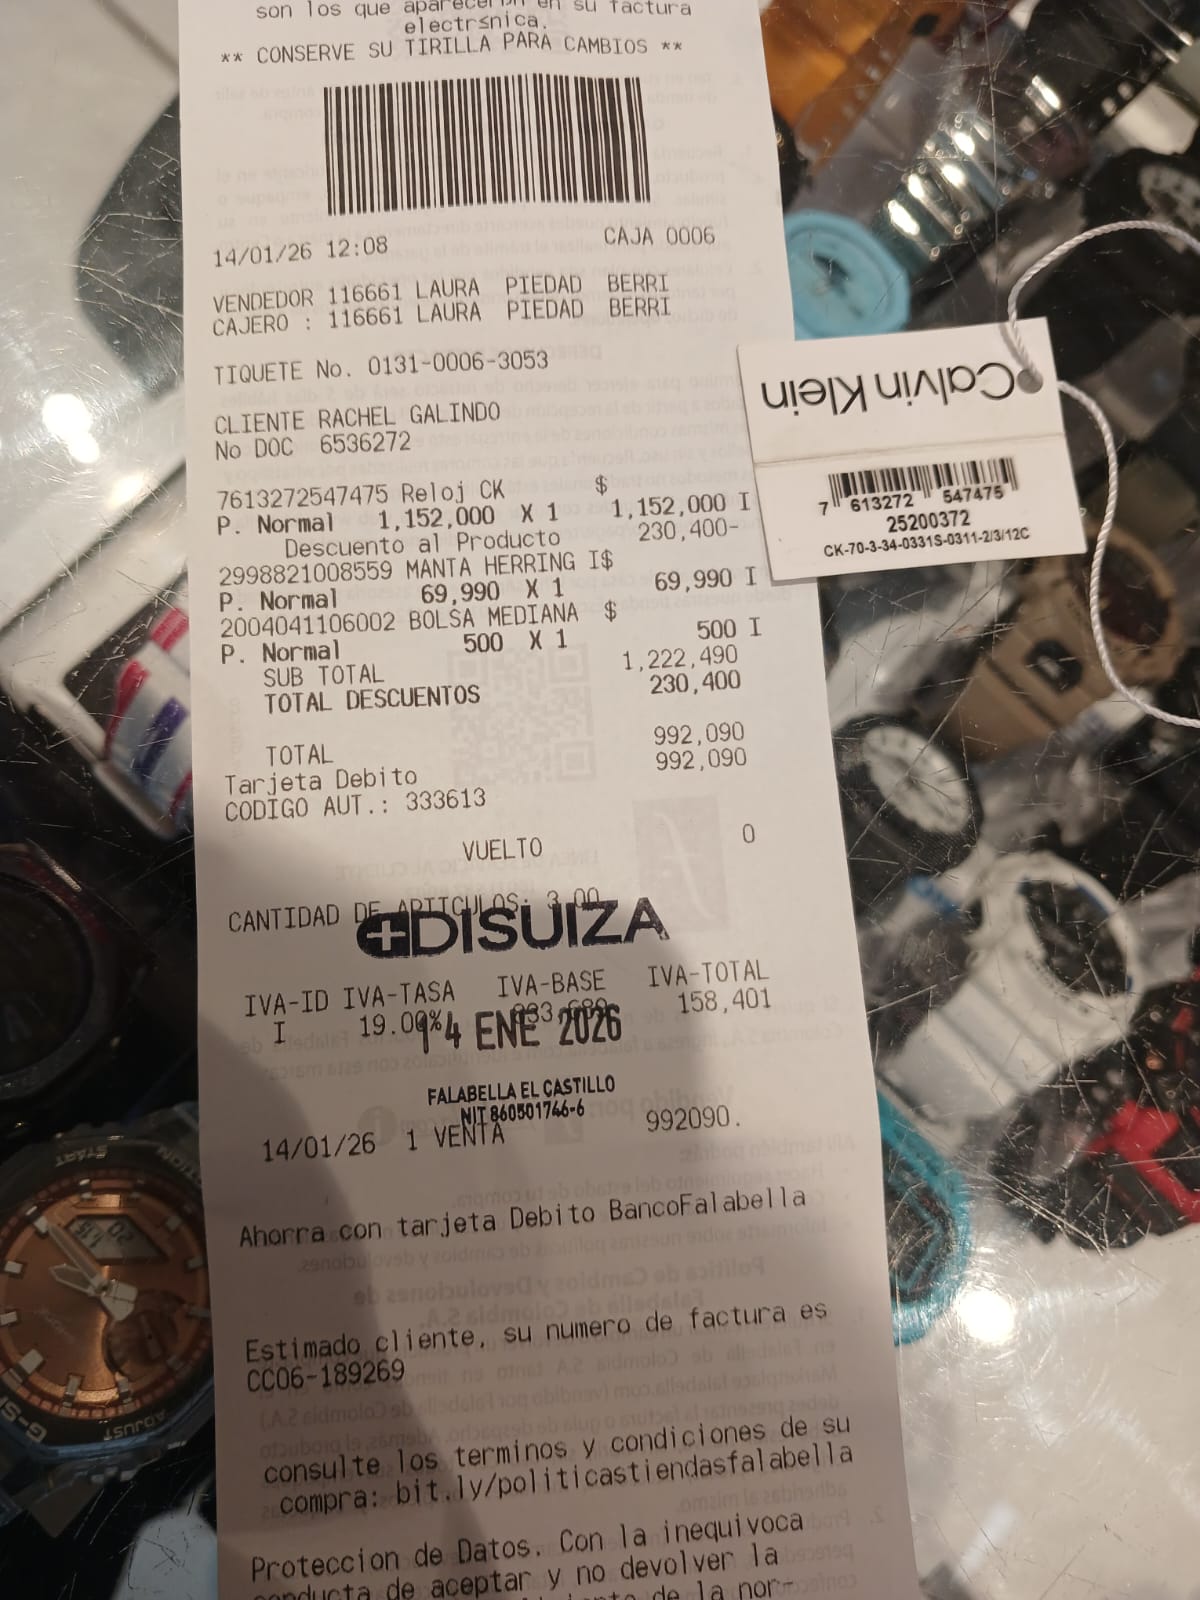 son los que aparecerán en su factura
electrsnica.
** CONSERVE SU TIRILLA PARA CAMBIOS **
14/01/26 12:08 CAJA 0006
VENDEDOR 116661 LAURA PIEDAD BERRI
CAJERO : 116661 LAURA PIEDAD BERRI
TIQUETE No. 0131-0006-3053
CLIENTE RACHEL GALINDO
No DOC 6536272
7613272547475 Reloj CK $
P. Normal 1,152,000 X 1 1,152,000 I
Descuento al Producto 230,400-
2998821008559 MANTA HERRING I$
P. Normal 69,990 X 1 69,990 I
2004041106002 BOLSA MEDIANA $
P. Normal 500 X 1 500 I
SUB TOTAL 1,222,490
TOTAL DESCUENTOS 230,400
TOTAL 992,090
Tarjeta Debito 992,090
CODIGO AUT.: 333613
VUELTO 0
CANTIDAD DE ARTICULOS: 3.00
DISUIZA
IVA-ID IVA-TASA IVA-BASE IVA-TOTAL
I 19.00% 833,689 158,401
14 ENE 2026
FALABELLA EL CASTILLO
NIT 860501746-6
14/01/26 1 VENTA 992090.
Ahorra con tarjeta Debito BancoFalabella
Estimado cliente, su numero de factura es
CC06-189269
consulte los terminos y condiciones de su
compra: bit.ly/politicastiendasfalabella
Proteccion de Datos. Con la inequivoca
conducta de aceptar y no devolver la
de la nor-
Calvin Klein
7 613272 547475
25200372
CK-70-3-34-0331S-0311-2/3/12C
START
ADJUST
G-S